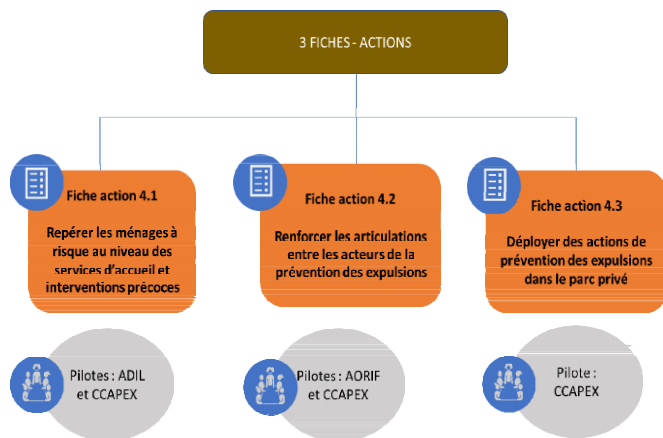 3 FICHES - ACTIONS
Fiche action 4.1
Repérer les ménages à
risque au niveau des
services d'accueil et
interventions précoces
Fiche action 4.2
Renforcer les articulations
entre les acteurs de la
prévention des expulsions
Fiche action 4.3
Déployer des actions de
prévention des expulsions
dans le parc privé
Pilotes : ADIL
et CCAPEX
Pilotes : AORIF
et CCAPEX
Pilote :
CCAPEX